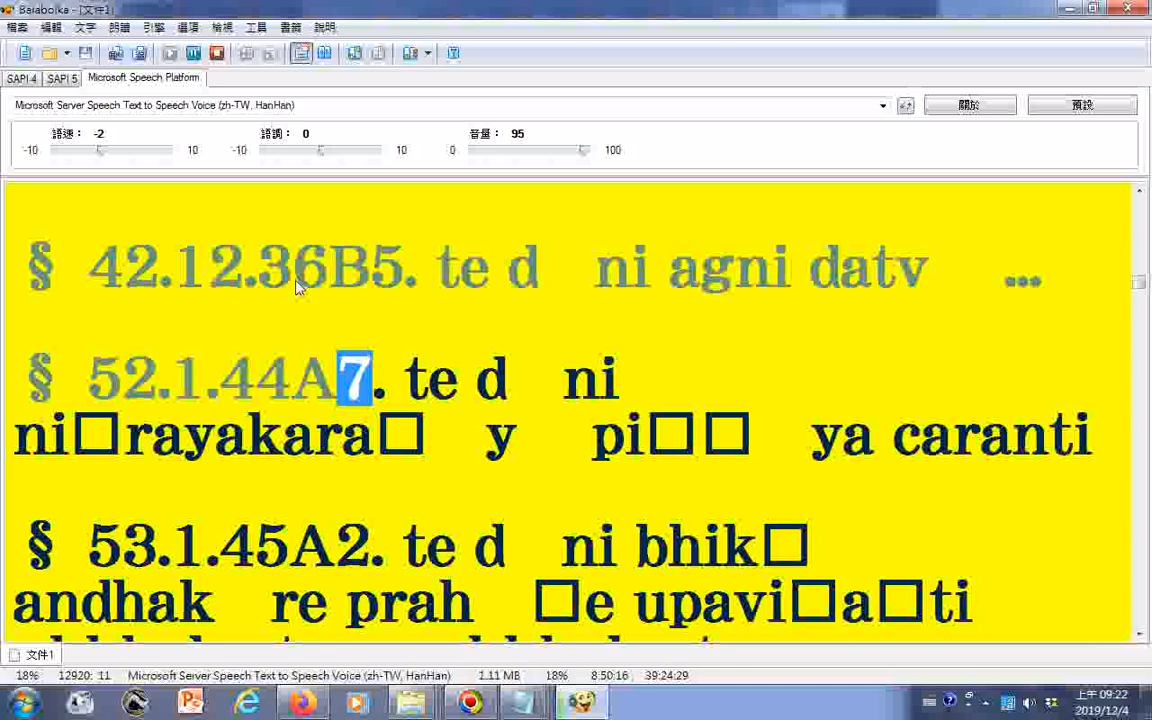 Balabolka - [文件1]
檔案 編輯 文字 朗讀 引擎 選項 檢視 工具 書籤 說明
SAPI 4 SAPI 5 Microsoft Speech Platform
Microsoft Server Speech Text to Speech Voice (zh-TW, HanHan) 關於 預設
語速： -2 語調： 0 音量： 95
-10 10 -10 10 0 100
§ 42.12.36B5. te d ni agni datv ...
§ 52.1.44A7. te d ni
ni□rayakara□ y pi□□ ya caranti
§ 53.1.45A2. te d ni bhik□
andhak re prah □e upavi□a□ti
文件1
18% 12920: 11 Microsoft Server Speech Text to Speech Voice (zh-TW, HanHan) 1.11 MB 18% 8:50:16 39:24:29
上午 09:22
2019/12/4